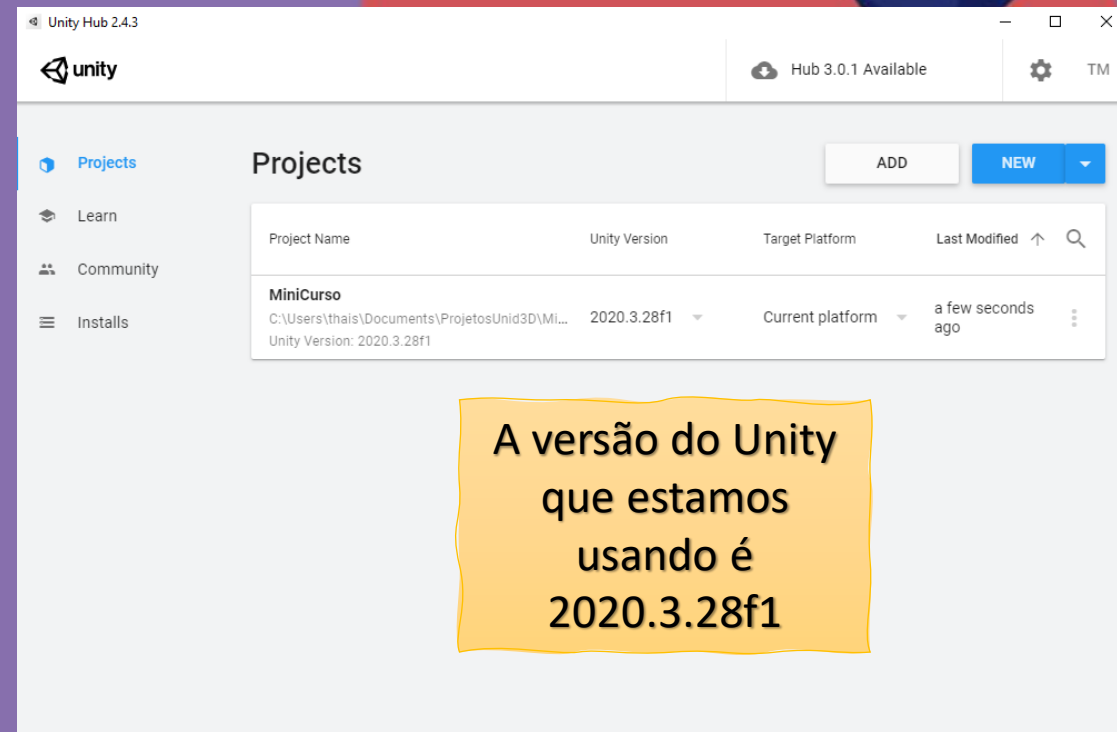 Unity Hub 2.4.3
unity
Hub 3.0.1 Available
TM
Projects
Learn
Community
Installs
Projects
ADD
NEW
Project Name
Unity Version
Target Platform
Last Modified
MiniCurso
C:\Users\thais\Documents\ProjetosUnid3D\Mi...
Unity Version: 2020.3.28f1
2020.3.28f1
Current platform
a few seconds
ago
A versão do Unity
que estamos
usando é
2020.3.28f1